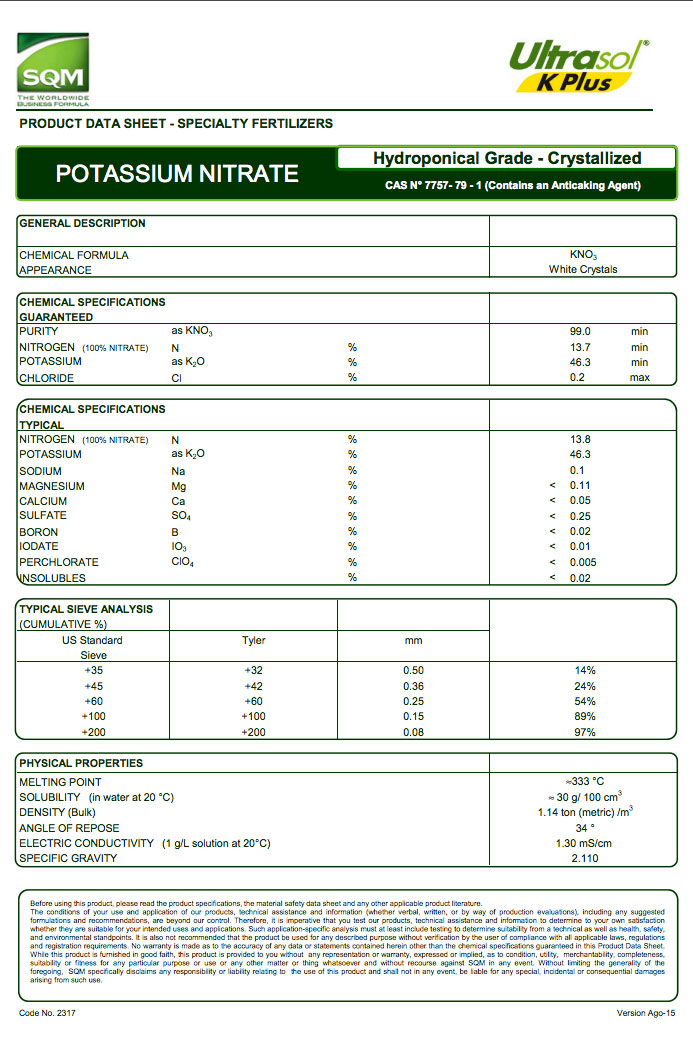 SQM
THE WORLDWIDE
BUSINESS FORMULA
Ultrasol®
K Plus
PRODUCT DATA SHEET - SPECIALTY FERTILIZERS
POTASSIUM NITRATE
Hydroponical Grade - Crystallized
CAS N° 7757- 79 - 1 (Contains an Anticaking Agent)
GENERAL DESCRIPTION
CHEMICAL FORMULA KNO₃
APPEARANCE White Crystals
CHEMICAL SPECIFICATIONS
GUARANTEED
PURITY as KNO₃ 99.0 min
NITROGEN (100% NITRATE) N % 13.7 min
POTASSIUM as K₂O % 46.3 min
CHLORIDE Cl % 0.2 max
CHEMICAL SPECIFICATIONS
TYPICAL
NITROGEN (100% NITRATE) N % 13.8
POTASSIUM as K₂O % 46.3
SODIUM Na % 0.1
MAGNESIUM Mg % < 0.11
CALCIUM Ca % < 0.05
SULFATE SO₄ % < 0.25
BORON B % < 0.02
IODATE IO₃ % < 0.01
PERCHLORATE ClO₄ % < 0.005
INSOLUBLES % < 0.02
TYPICAL SIEVE ANALYSIS
(CUMULATIVE %)
US Standard Tyler mm
Sieve
+35 +32 0.50 14%
+45 +42 0.36 24%
+60 +60 0.25 54%
+100 +100 0.15 89%
+200 +200 0.08 97%
PHYSICAL PROPERTIES
MELTING POINT ≈333 °C
SOLUBILITY (in water at 20 °C) ≈ 30 g/ 100 cm³
DENSITY (Bulk) 1.14 ton (metric) /m³
ANGLE OF REPOSE 34 °
ELECTRIC CONDUCTIVITY (1 g/L solution at 20°C) 1.30 mS/cm
SPECIFIC GRAVITY 2.110
Before using this product, please read the product specifications, the material safety data sheet and any other applicable product literature.
The conditions of your use and application of our products, technical assistance and information (whether verbal, written, or by way of production evaluations), including any suggested
formulations and recommendations, are beyond our control. Therefore, it is imperative that you test our products, technical assistance and information to determine to your own satisfaction
whether they are suitable for your intended uses and applications. Such application-specific analysis must at least include testing to determine suitability from a technical as well as health, safety,
and environmental standpoints. It is also not recommended that the product be used for any described purpose without verification by the user of compliance with all applicable laws, regulations
and registration requirements. No warranty is made as to the accuracy of any data or statements contained herein other than the chemical specifications guaranteed in this Product Data Sheet.
While this product is furnished in good faith, this product is provided to you without any representation or warranty, expressed or implied, as to condition, utility, merchantability, completeness,
suitability or fitness for any particular purpose or use or any other matter or thing whatsoever and without recourse against SQM in any event. Without limiting the generality of the
foregoing, SQM specifically disclaims any responsibility or liability relating to the use of this product and shall not in any event, be liable for any special, incidental or consequential damages
arising from such use.
Code No. 2317 Version Ago-15